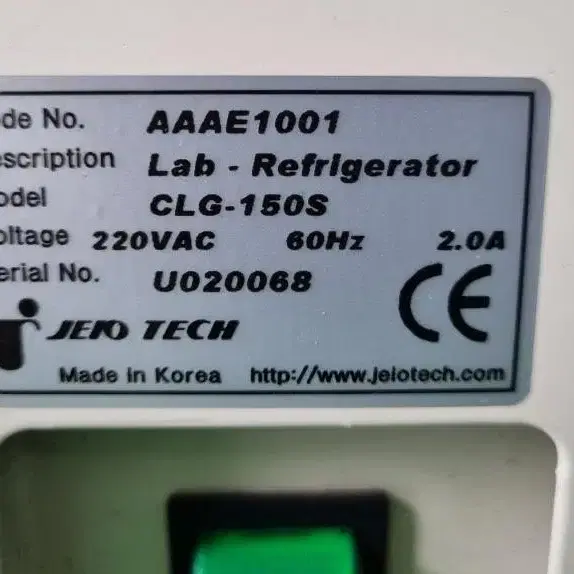 de No. AAAE1001
scription Lab - Refrigerator
odel CLG-150S
oltage 220VAC 60Hz 2.0A
erial No. U020068
CE
JEIO TECH
Made in Korea http://www.jeiotech.com